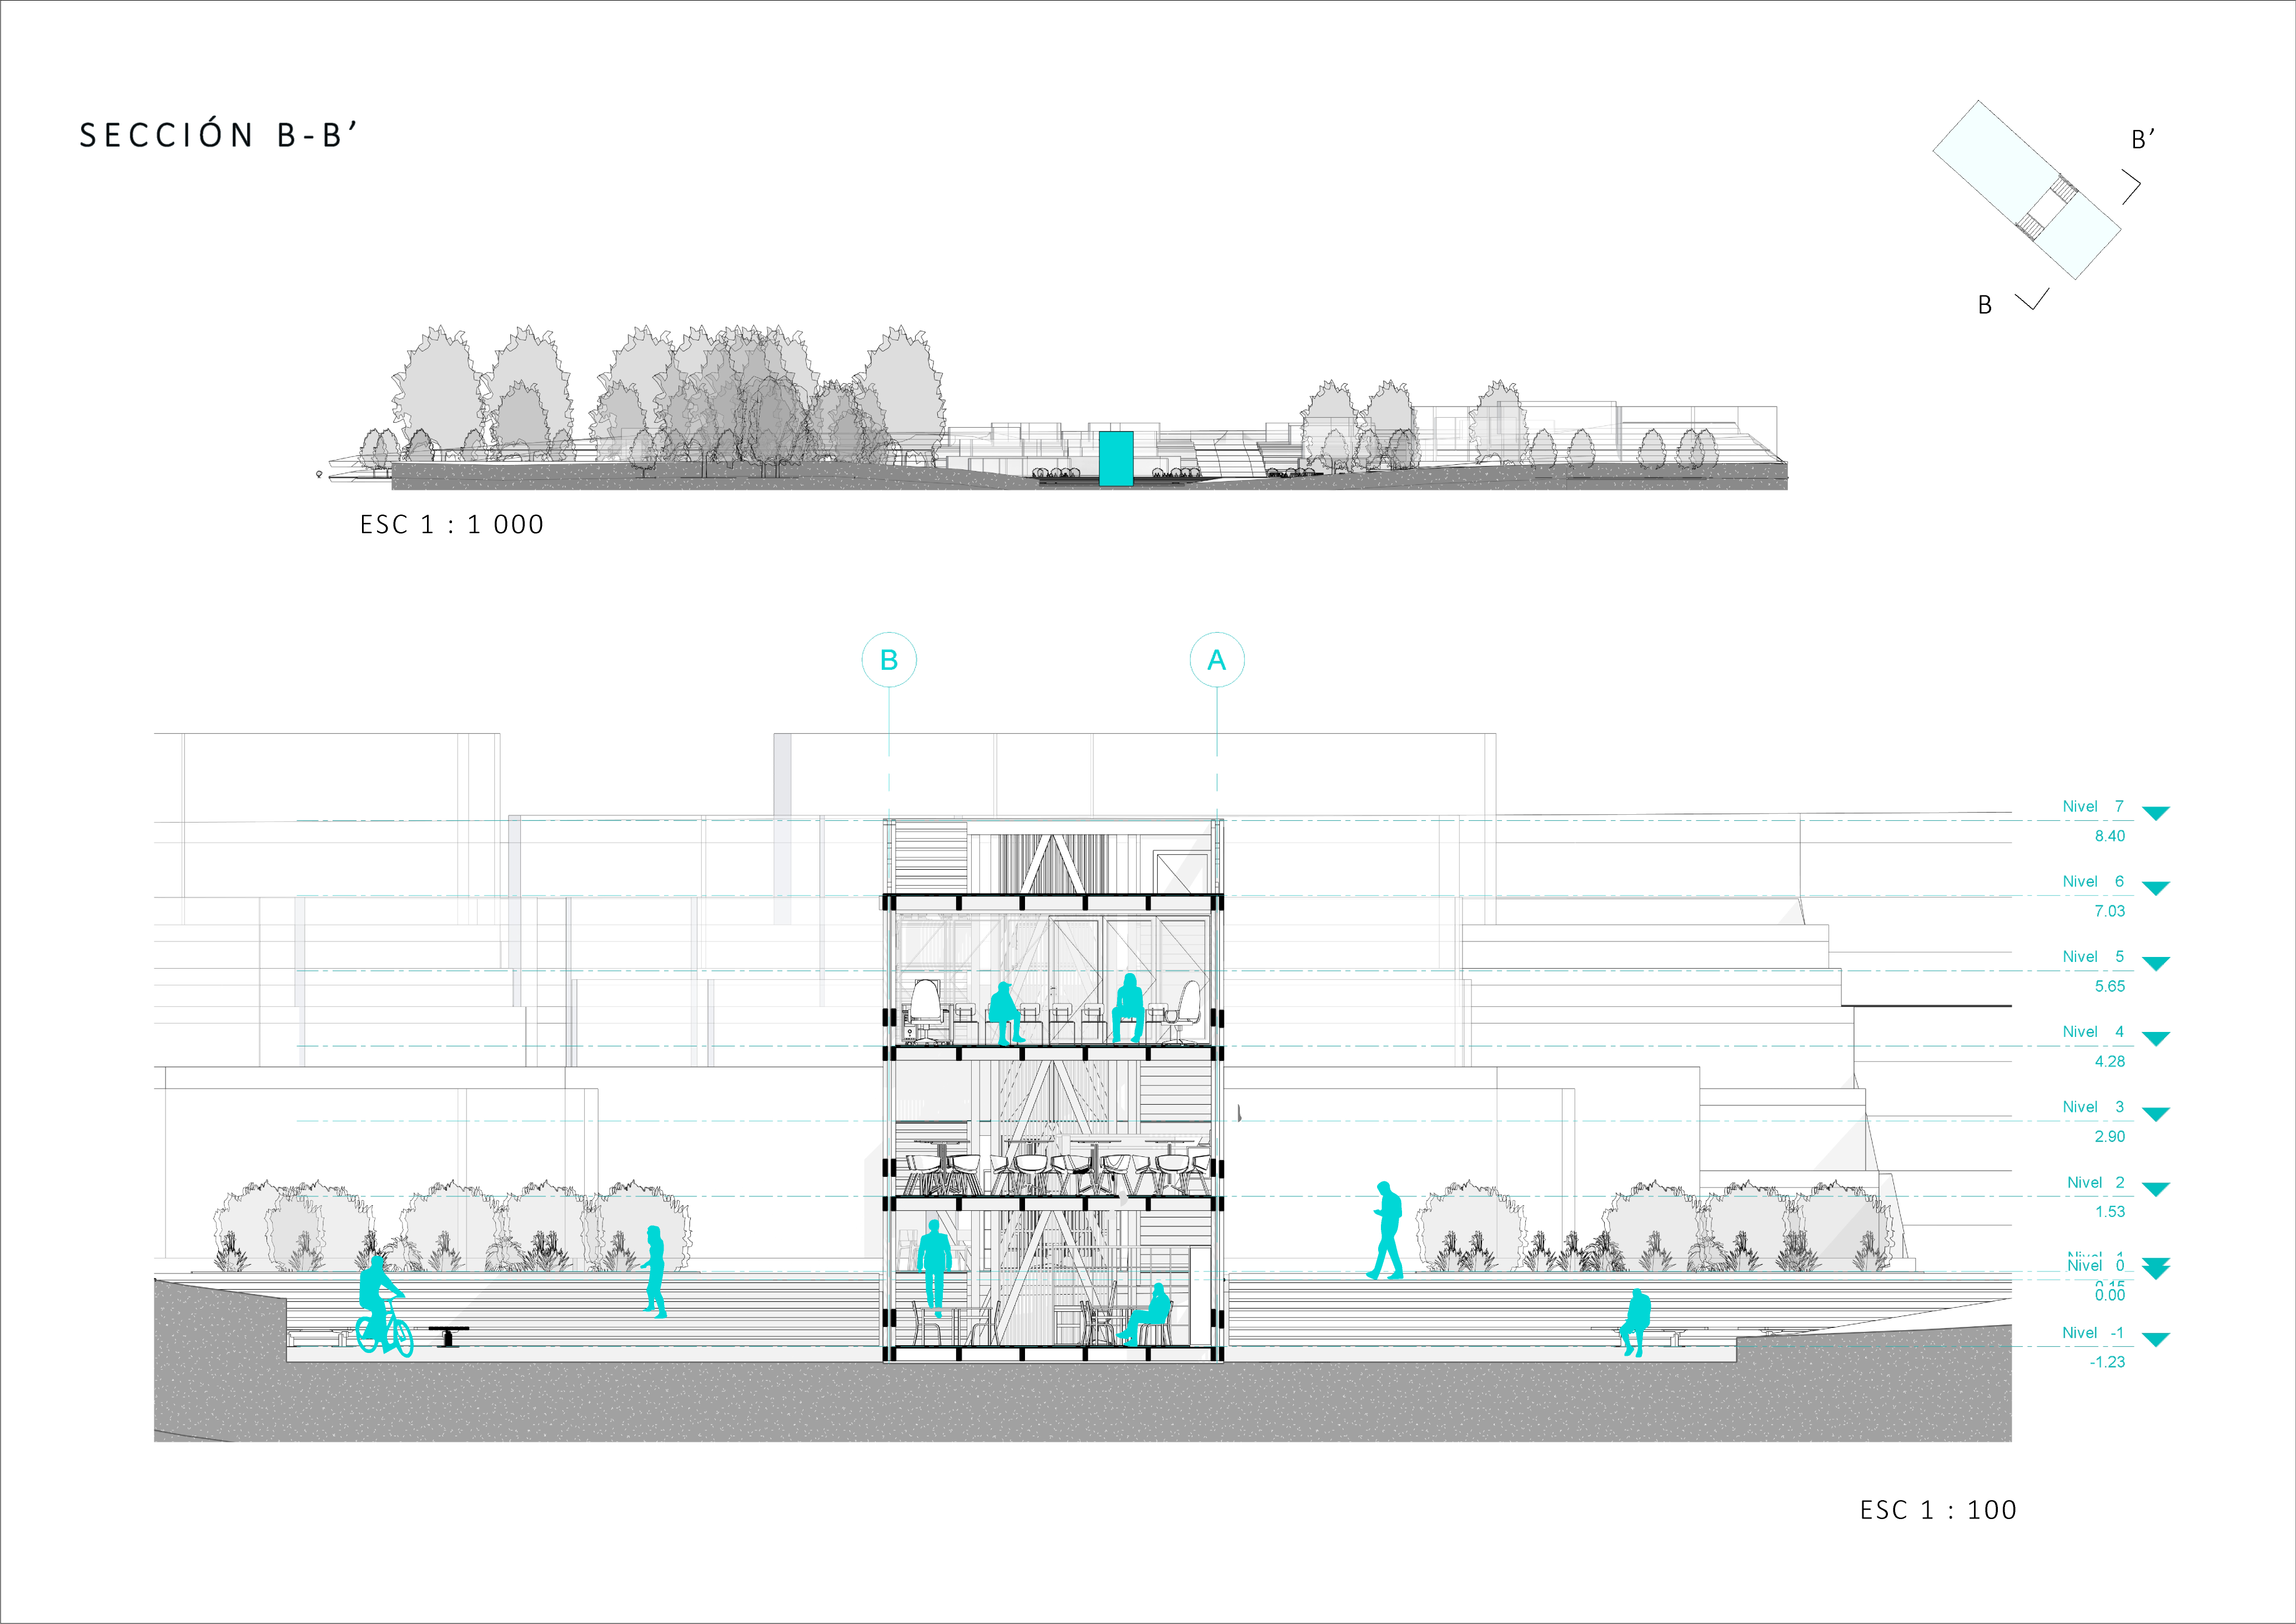 SECCIÓN B-B’
B’
B
ESC 1 : 1 000
B
A
Nivel 7
8.40
Nivel 6
7.03
Nivel 5
5.65
Nivel 4
4.28
Nivel 3
2.90
Nivel 2
1.53
Nivel 1
Nivel 0
0.15
0.00
Nivel -1
-1.23
ESC 1 : 100